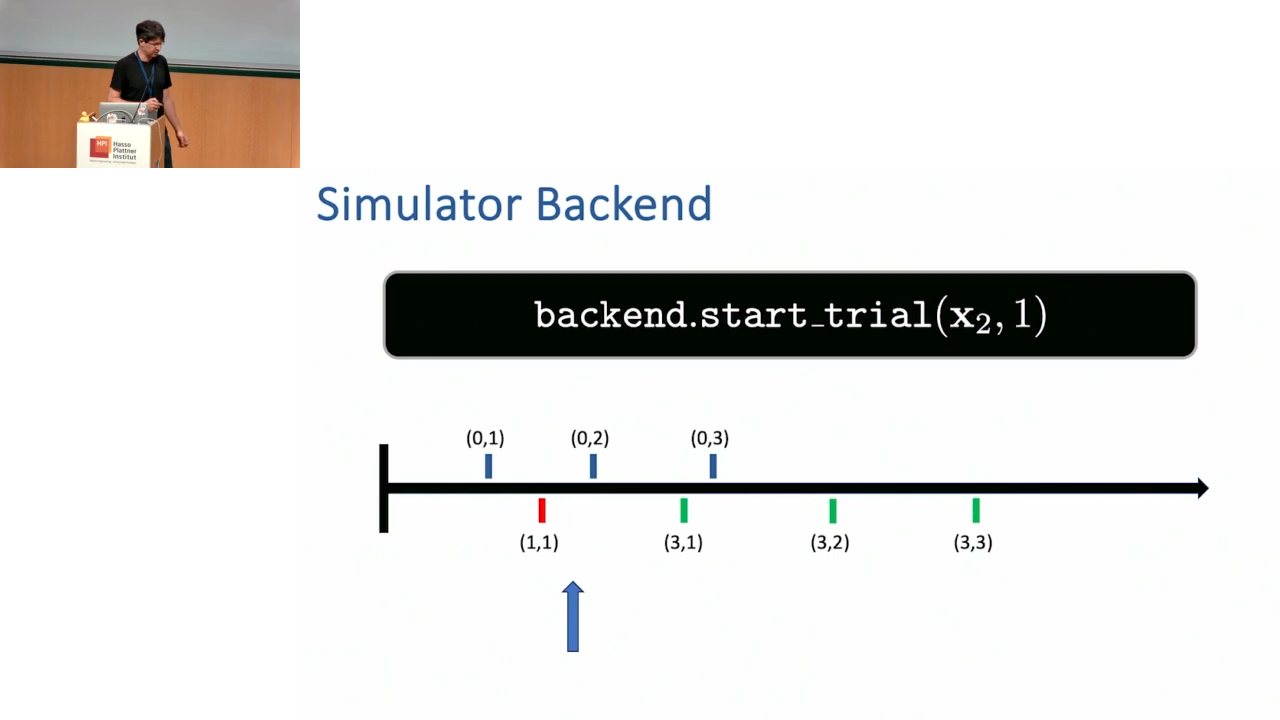 HPI
Hasso
Plattner
Institut
Simulator Backend
backend.start_trial(x₂, 1)
(0,1) (0,2) (0,3)
(1,1) (3,1) (3,2) (3,3)